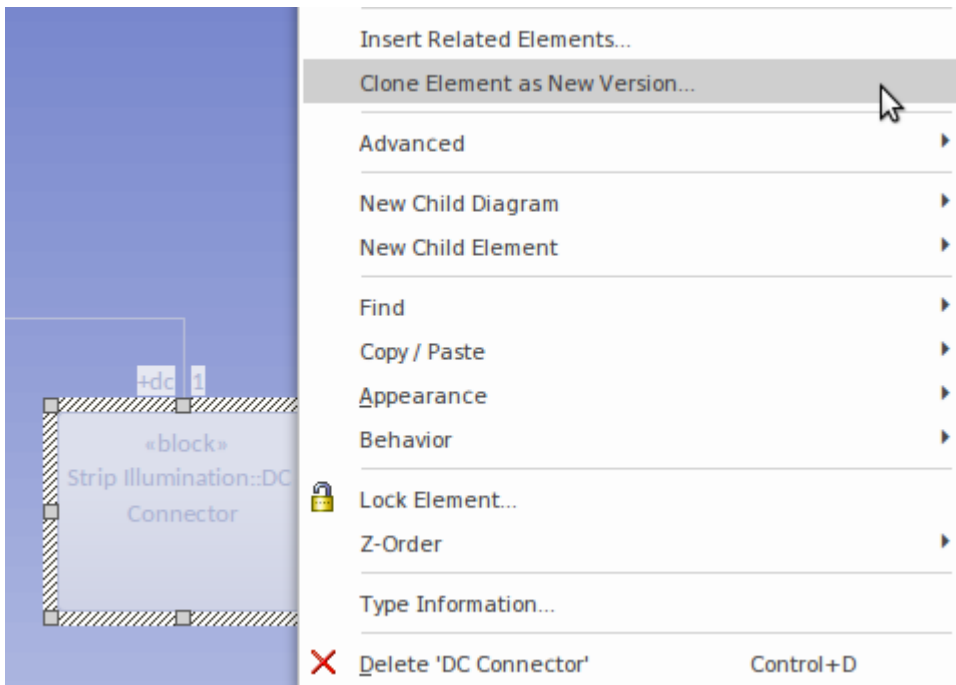 Insert Related Elements...
Clone Element as New Version...
Advanced
New Child Diagram
New Child Element
Find
Copy / Paste
Appearance
Behavior
Lock Element...
Z-Order
Type Information...
Delete 'DC Connector' Control+D
+dc 1
«block»
Strip Illumination::DC
Connector